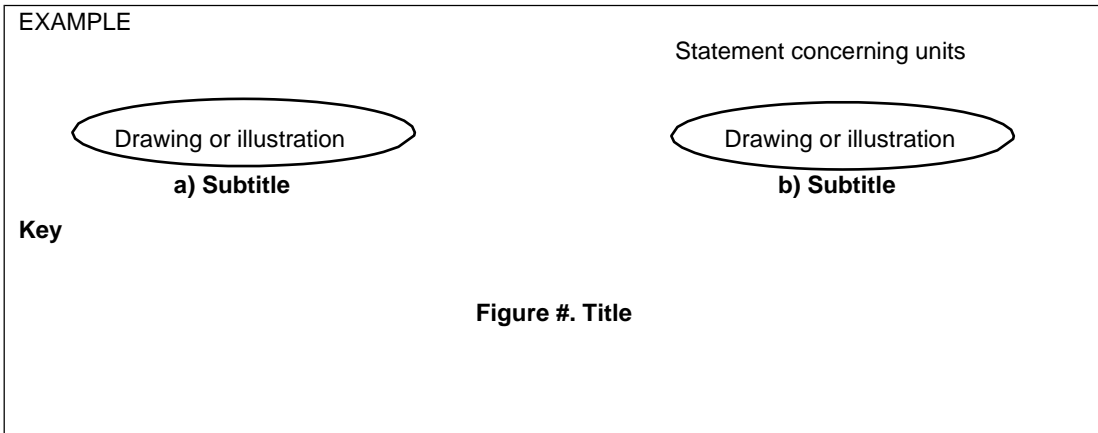 EXAMPLE
Statement concerning units
Drawing or illustration
Drawing or illustration
a) Subtitle
b) Subtitle
Key
Figure #. Title